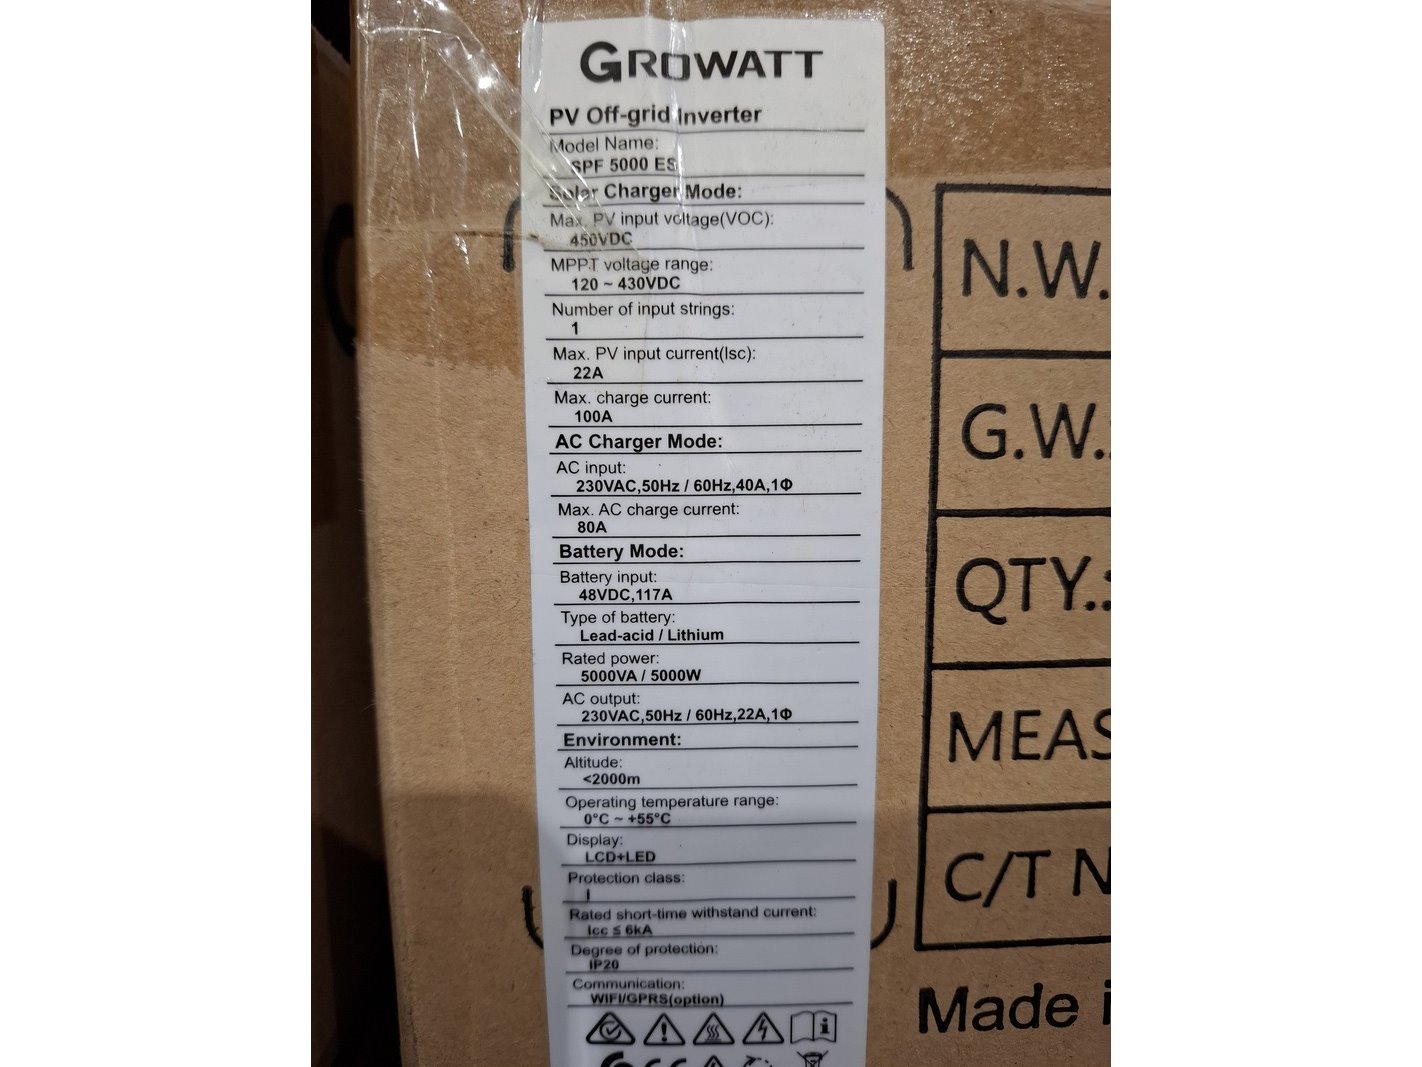 GROWATT
PV Off-grid Inverter
Model Name:
SPF 5000 ES
Solar Charger Mode:
Max. PV input voltage(VOC):
450VDC
MPPT voltage range:
120 ~ 430VDC
Number of input strings:
1
Max. PV input current(Isc):
22A
Max. charge current:
100A
AC Charger Mode:
AC input:
230VAC,50Hz / 60Hz,40A,1Φ
Max. AC charge current:
80A
Battery Mode:
Battery input:
48VDC,117A
Type of battery:
Lead-acid / Lithium
Rated power:
5000VA / 5000W
AC output:
230VAC,50Hz / 60Hz,22A,1Φ
Environment:
Altitude:
<2000m
Operating temperature range:
0°C ~ +55°C
Display:
LCD+LED
Protection class:
I
Rated short-time withstand current:
Icc ≤ 6kA
Degree of protection:
IP20
Communication:
WIFI/GPRS(option)
N.W.
G.W.:
QTY.:
MEAS
C/T N
Made i